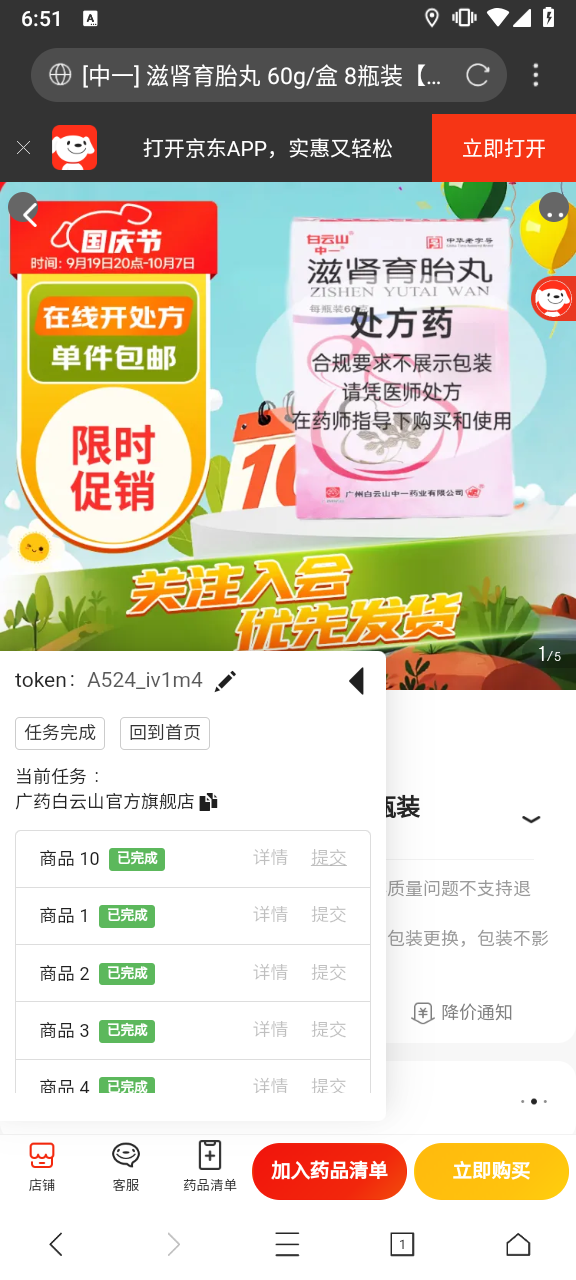 6:51
A
[中一] 滋肾育胎丸 60g/盒 8瓶装【...
打开京东APP，实惠又轻松
立即打开
国庆节
时间: 9月19日20点-10月7日
在线开处方
单件包邮
限时
促销
10
白云山
中一
中华老字号
滋肾育胎丸
ZISHEN YUTAI WAN
每瓶装60g
处方药
合规要求不展示包装
请凭医师处方
在药师指导下购买和使用
广州白云山中一药业有限公司
关注入会
优先发货
1/5
token： A524_iv1m4
任务完成
回到首页
当前任务：
广药白云山官方旗舰店
瓶装
商品 10 已完成 详情 提交
商品 1 已完成 详情 提交
质量问题不支持退
包装更换，包装不影
商品 2 已完成 详情 提交
降价通知
商品 3 已完成 详情 提交
商品 4 已完成 详情 提交
店铺
客服
药品清单
加入药品清单
立即购买
1